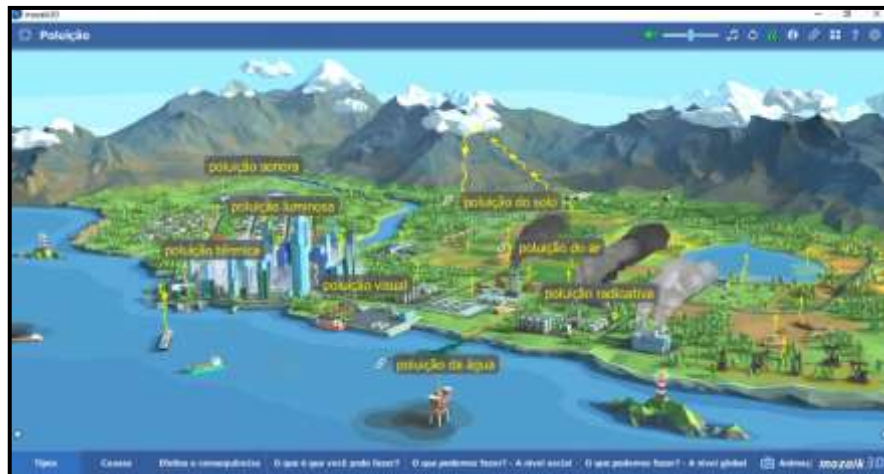 mozaik3D
Poluição
poluição sonora
poluição luminosa
poluição do solo
poluição térmica
poluição do ar
poluição visual
poluição radioativa
poluição da água
Tipos Causas Efeitos e consequências O que é que você pode fazer? O que podemos fazer? - A nível social O que podemos fazer? - A nível global mozaik 3D